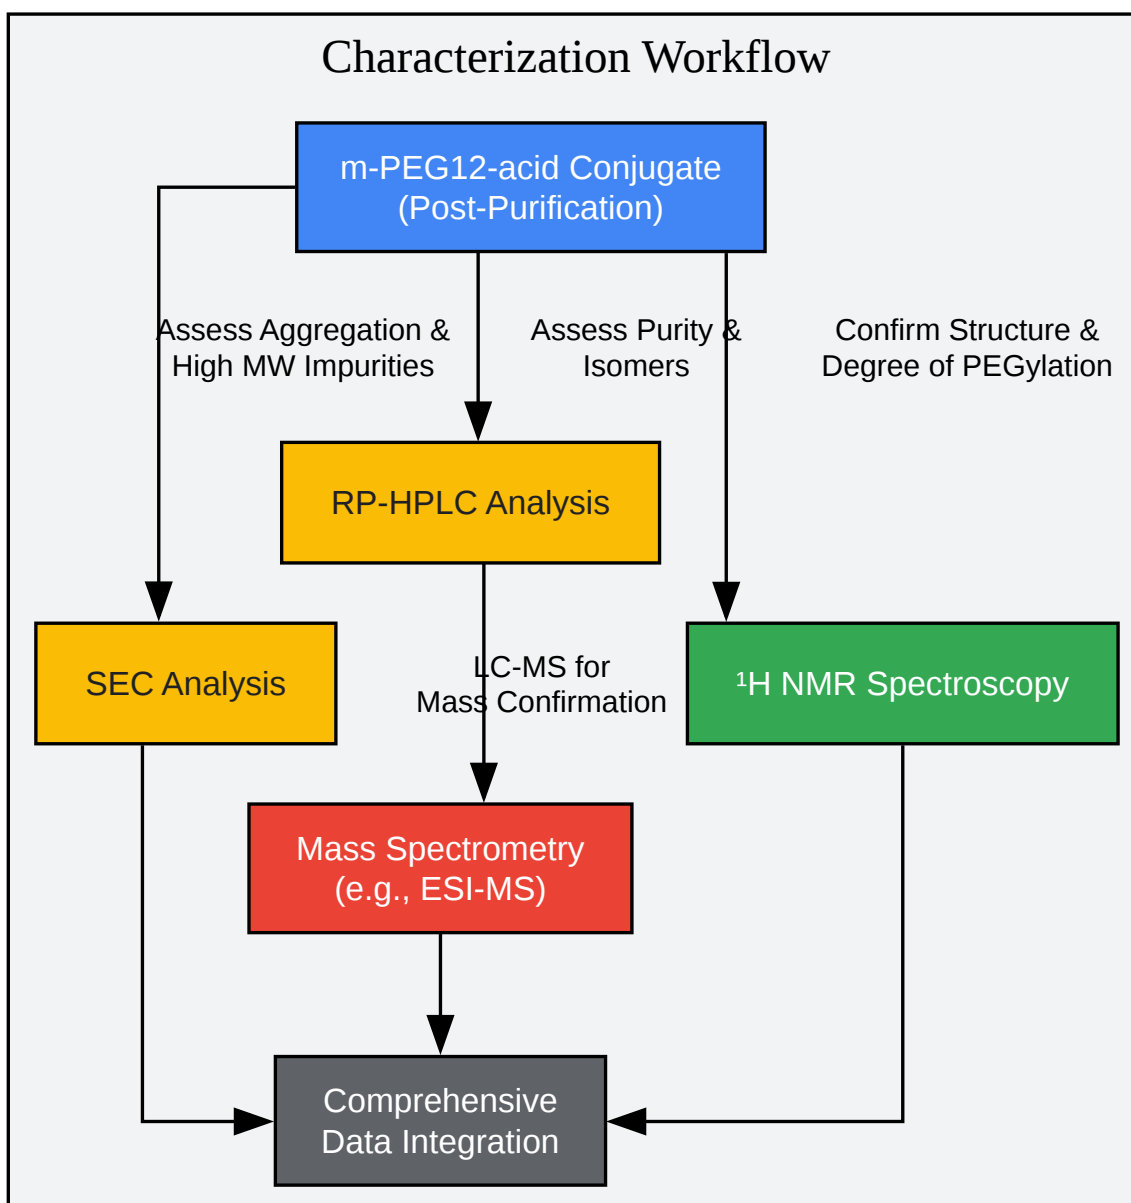 Characterization Workflow
m-PEG12-acid Conjugate
(Post-Purification)
Assess Aggregation &
High MW Impurities
Assess Purity &
Isomers
Confirm Structure &
Degree of PEGylation
RP-HPLC Analysis
SEC Analysis
LC-MS for
Mass Confirmation
¹H NMR Spectroscopy
Mass Spectrometry
(e.g., ESI-MS)
Comprehensive
Data Integration